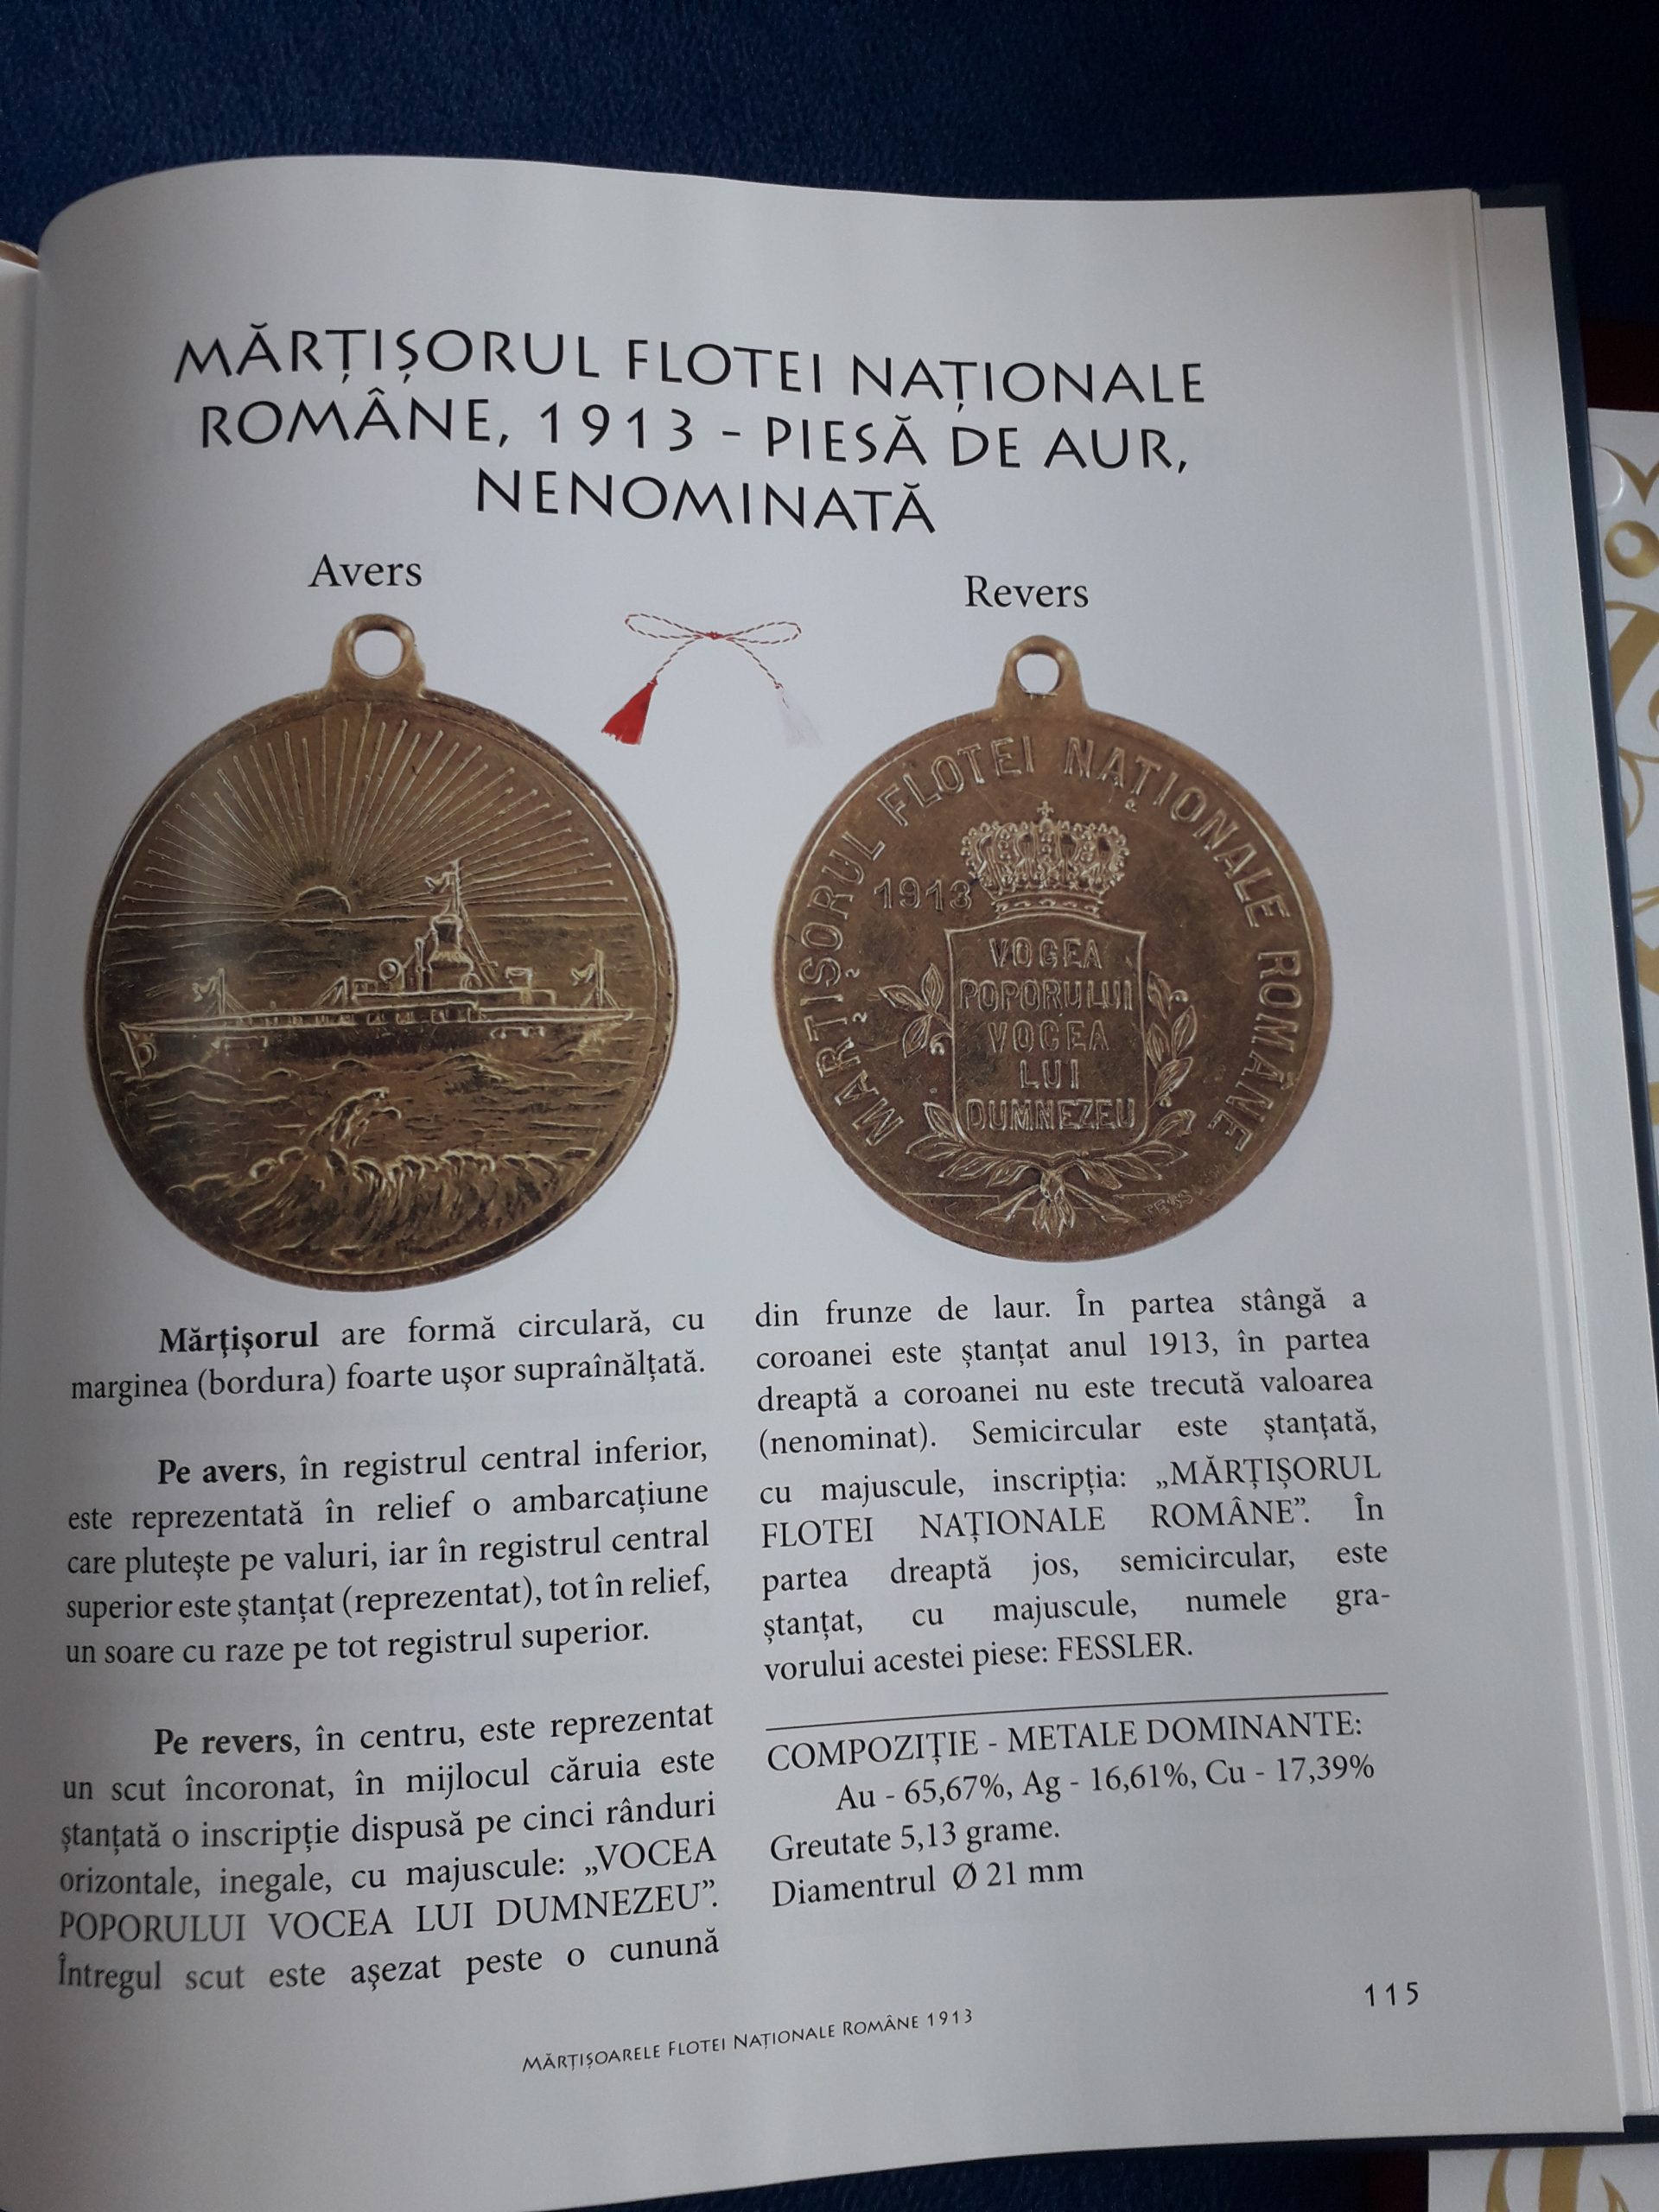 MĂRȚIȘORUL FLOTEI NAȚIONALE
ROMÂNE, 1913 - PIESĂ DE AUR,
NENOMINATĂ
Avers
Revers
MĂRȚIȘORUL FLOTEI NAȚIONALE ROMÂNE
1913
VOCEA
POPORULUI
VOCEA
LUI
DUMNEZEU
Mărțișorul are formă circulară, cu
marginea (bordura) foarte ușor supraînălțată.
Pe avers, în registrul central inferior,
este reprezentată în relief o ambarcațiune
care plutește pe valuri, iar în registrul central
superior este ștanțat (reprezentat), tot în relief,
un soare cu raze pe tot registrul superior.
Pe revers, în centru, este reprezentat
un scut încoronat, în mijlocul căruia este
ștanțată o inscripție dispusă pe cinci rânduri
orizontale, inegale, cu majuscule: „VOCEA
POPORULUI VOCEA LUI DUMNEZEU”.
Întregul scut este așezat peste o cunună
din frunze de laur. În partea stângă a
coroanei este ștanțat anul 1913, în partea
dreaptă a coroanei nu este trecută valoarea
(nenominat). Semicircular este ștanțată,
cu majuscule, inscripția: „MĂRȚIȘORUL
FLOTEI NAȚIONALE ROMÂNE”. În
partea dreaptă jos, semicircular, este
ștanțat, cu majuscule, numele gra-
vorului acestei piese: FESSLER.
COMPOZIȚIE - METALE DOMINANTE:
Au - 65,67%, Ag - 16,61%, Cu - 17,39%
Greutate 5,13 grame.
Diamentrul Ø 21 mm
115
MĂRȚIȘOARELE FLOTEI NAȚIONALE ROMÂNE 1913